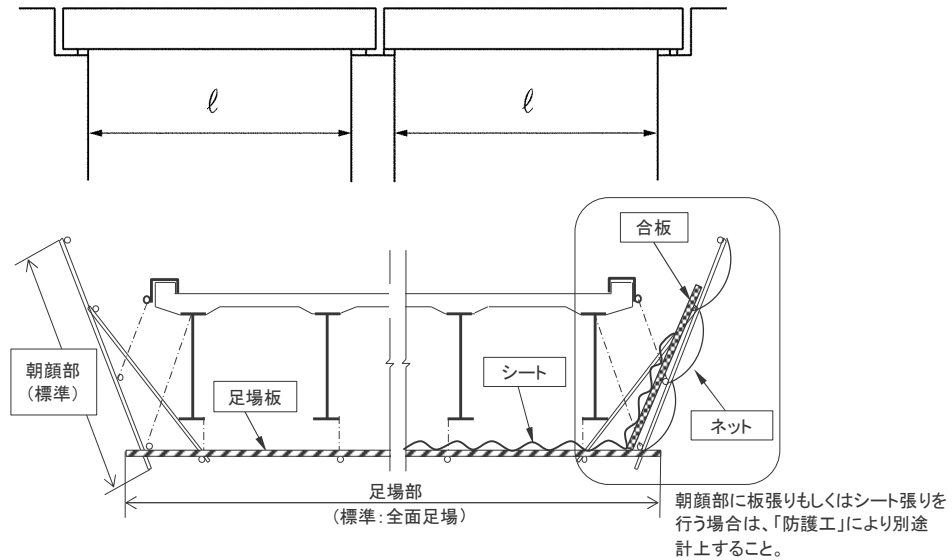 ℓ
ℓ
合板
朝顔部
(標準)
足場板
シート
ネット
足場部
(標準:全面足場)
朝顔部に板張りもしくはシート張りを
行う場合は、「防護工」により別途
計上すること。